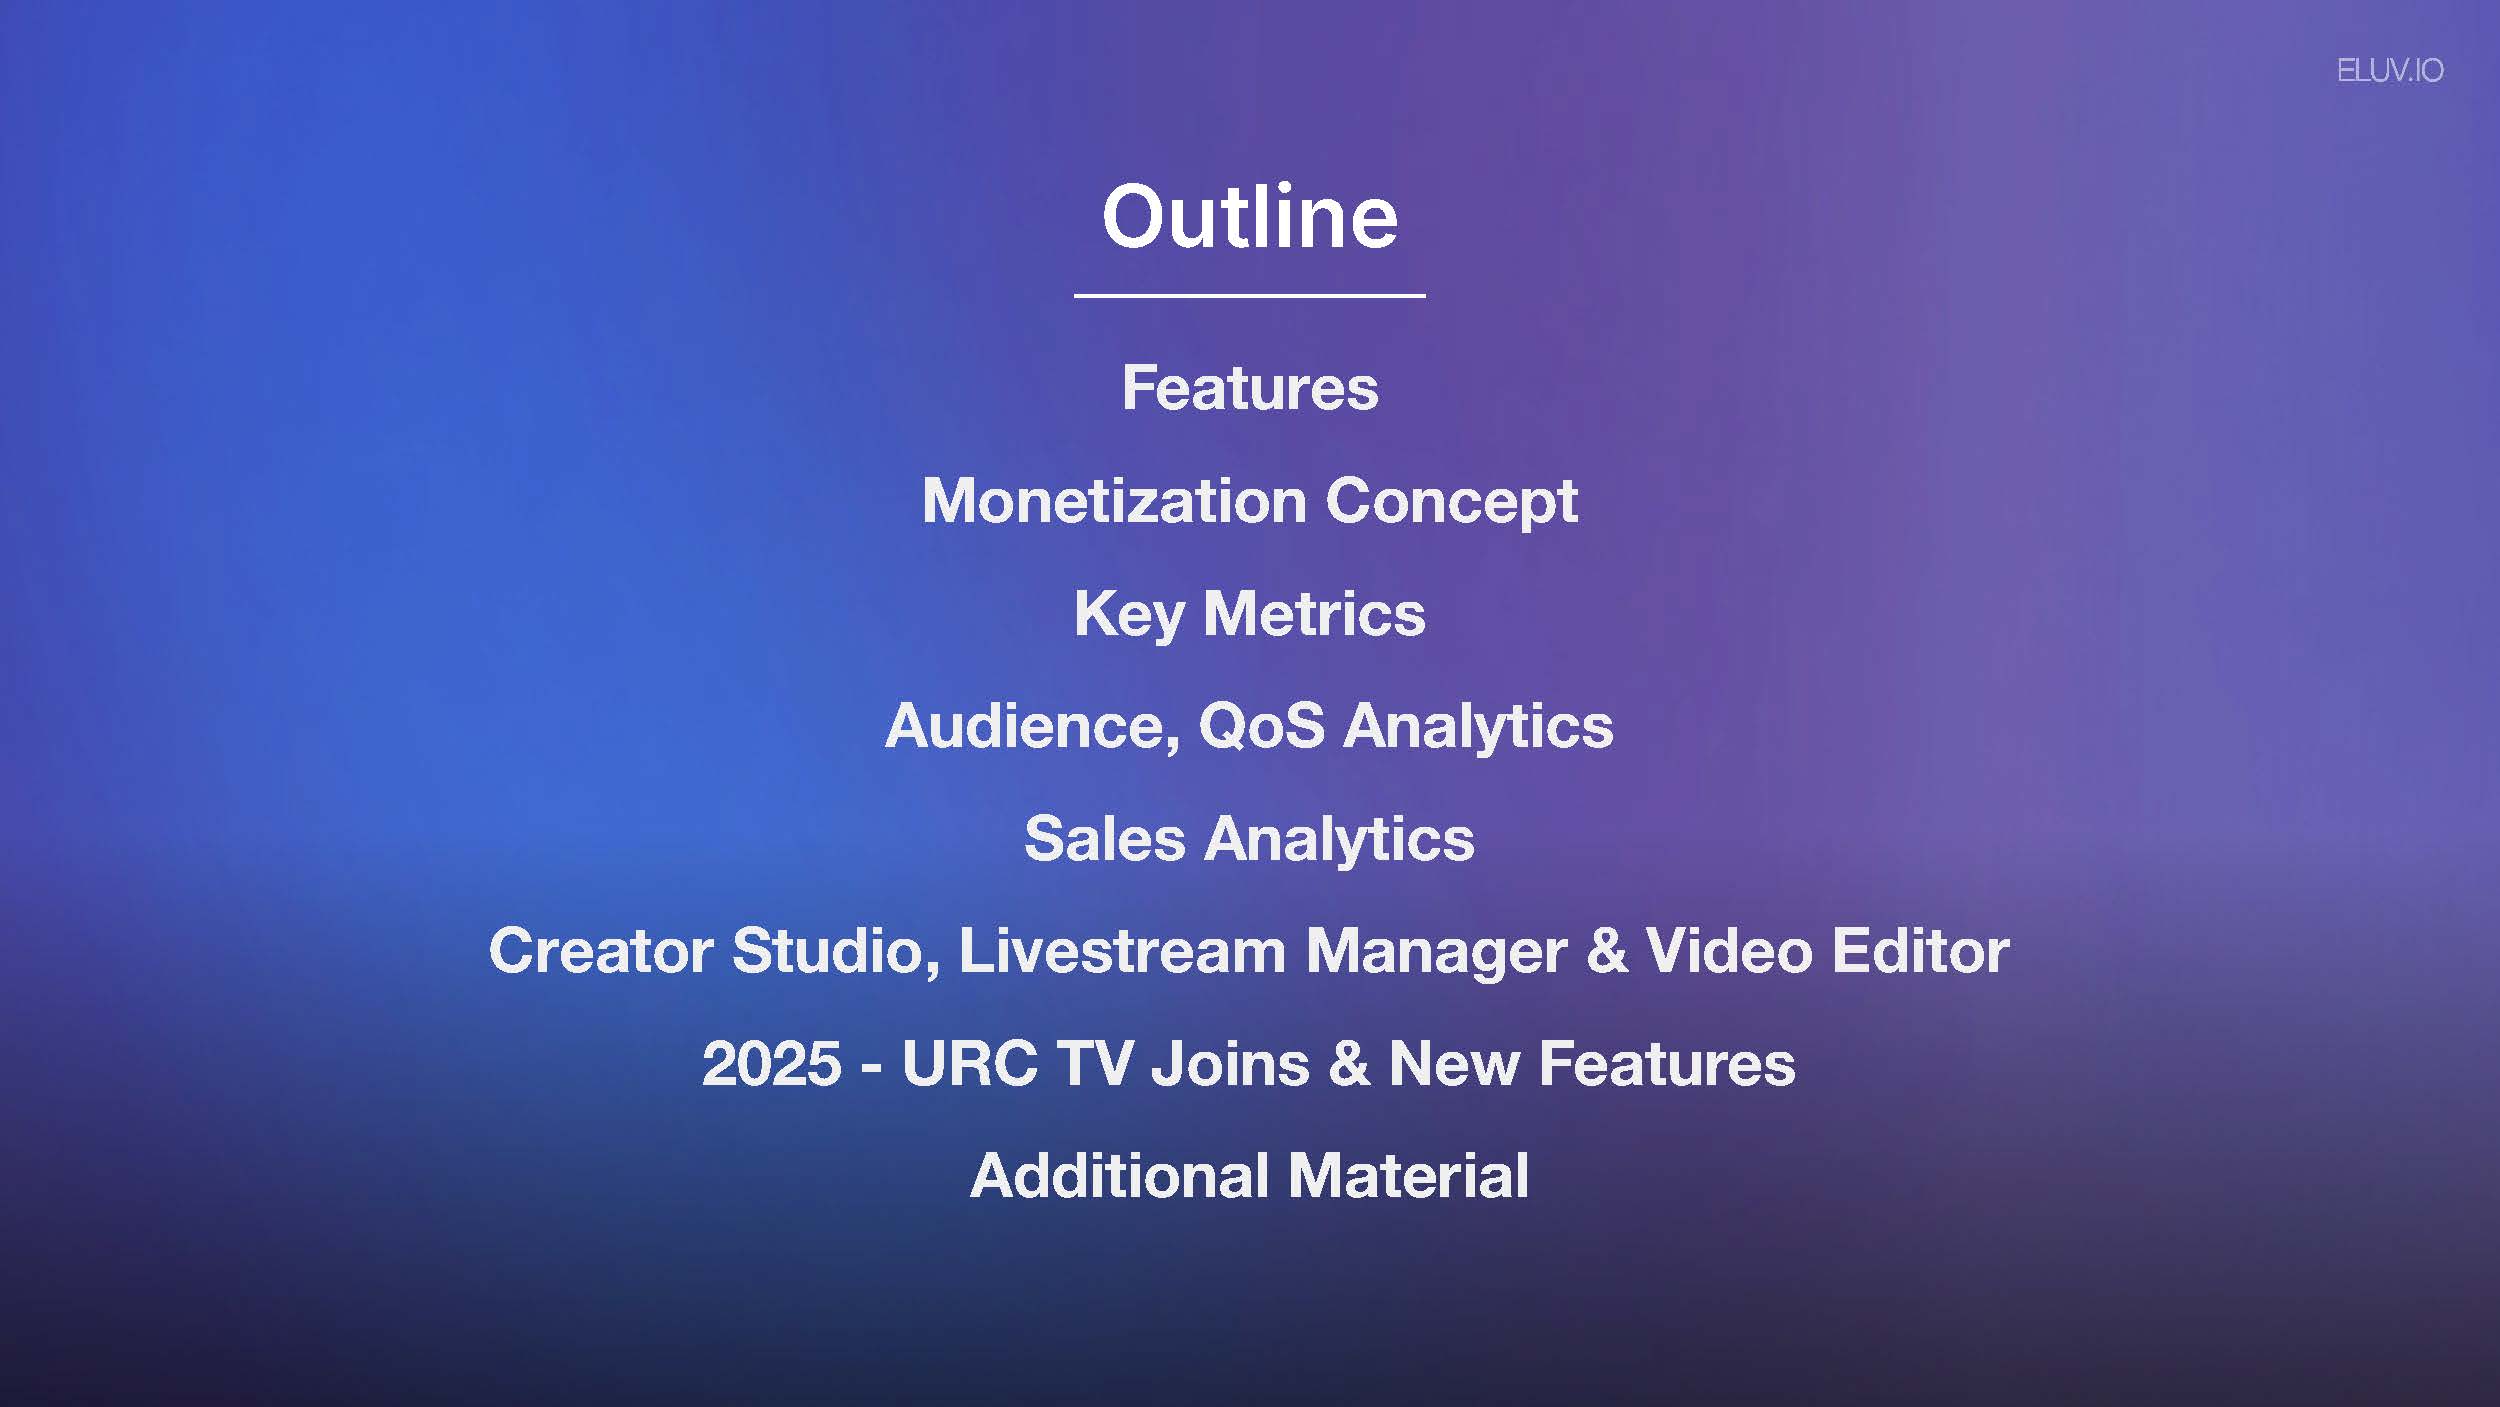 ELUV.IO
Outline
Features
Monetization Concept
Key Metrics
Audience, QoS Analytics
Sales Analytics
Creator Studio, Livestream Manager & Video Editor
2025 - URC TV Joins & New Features
Additional Material